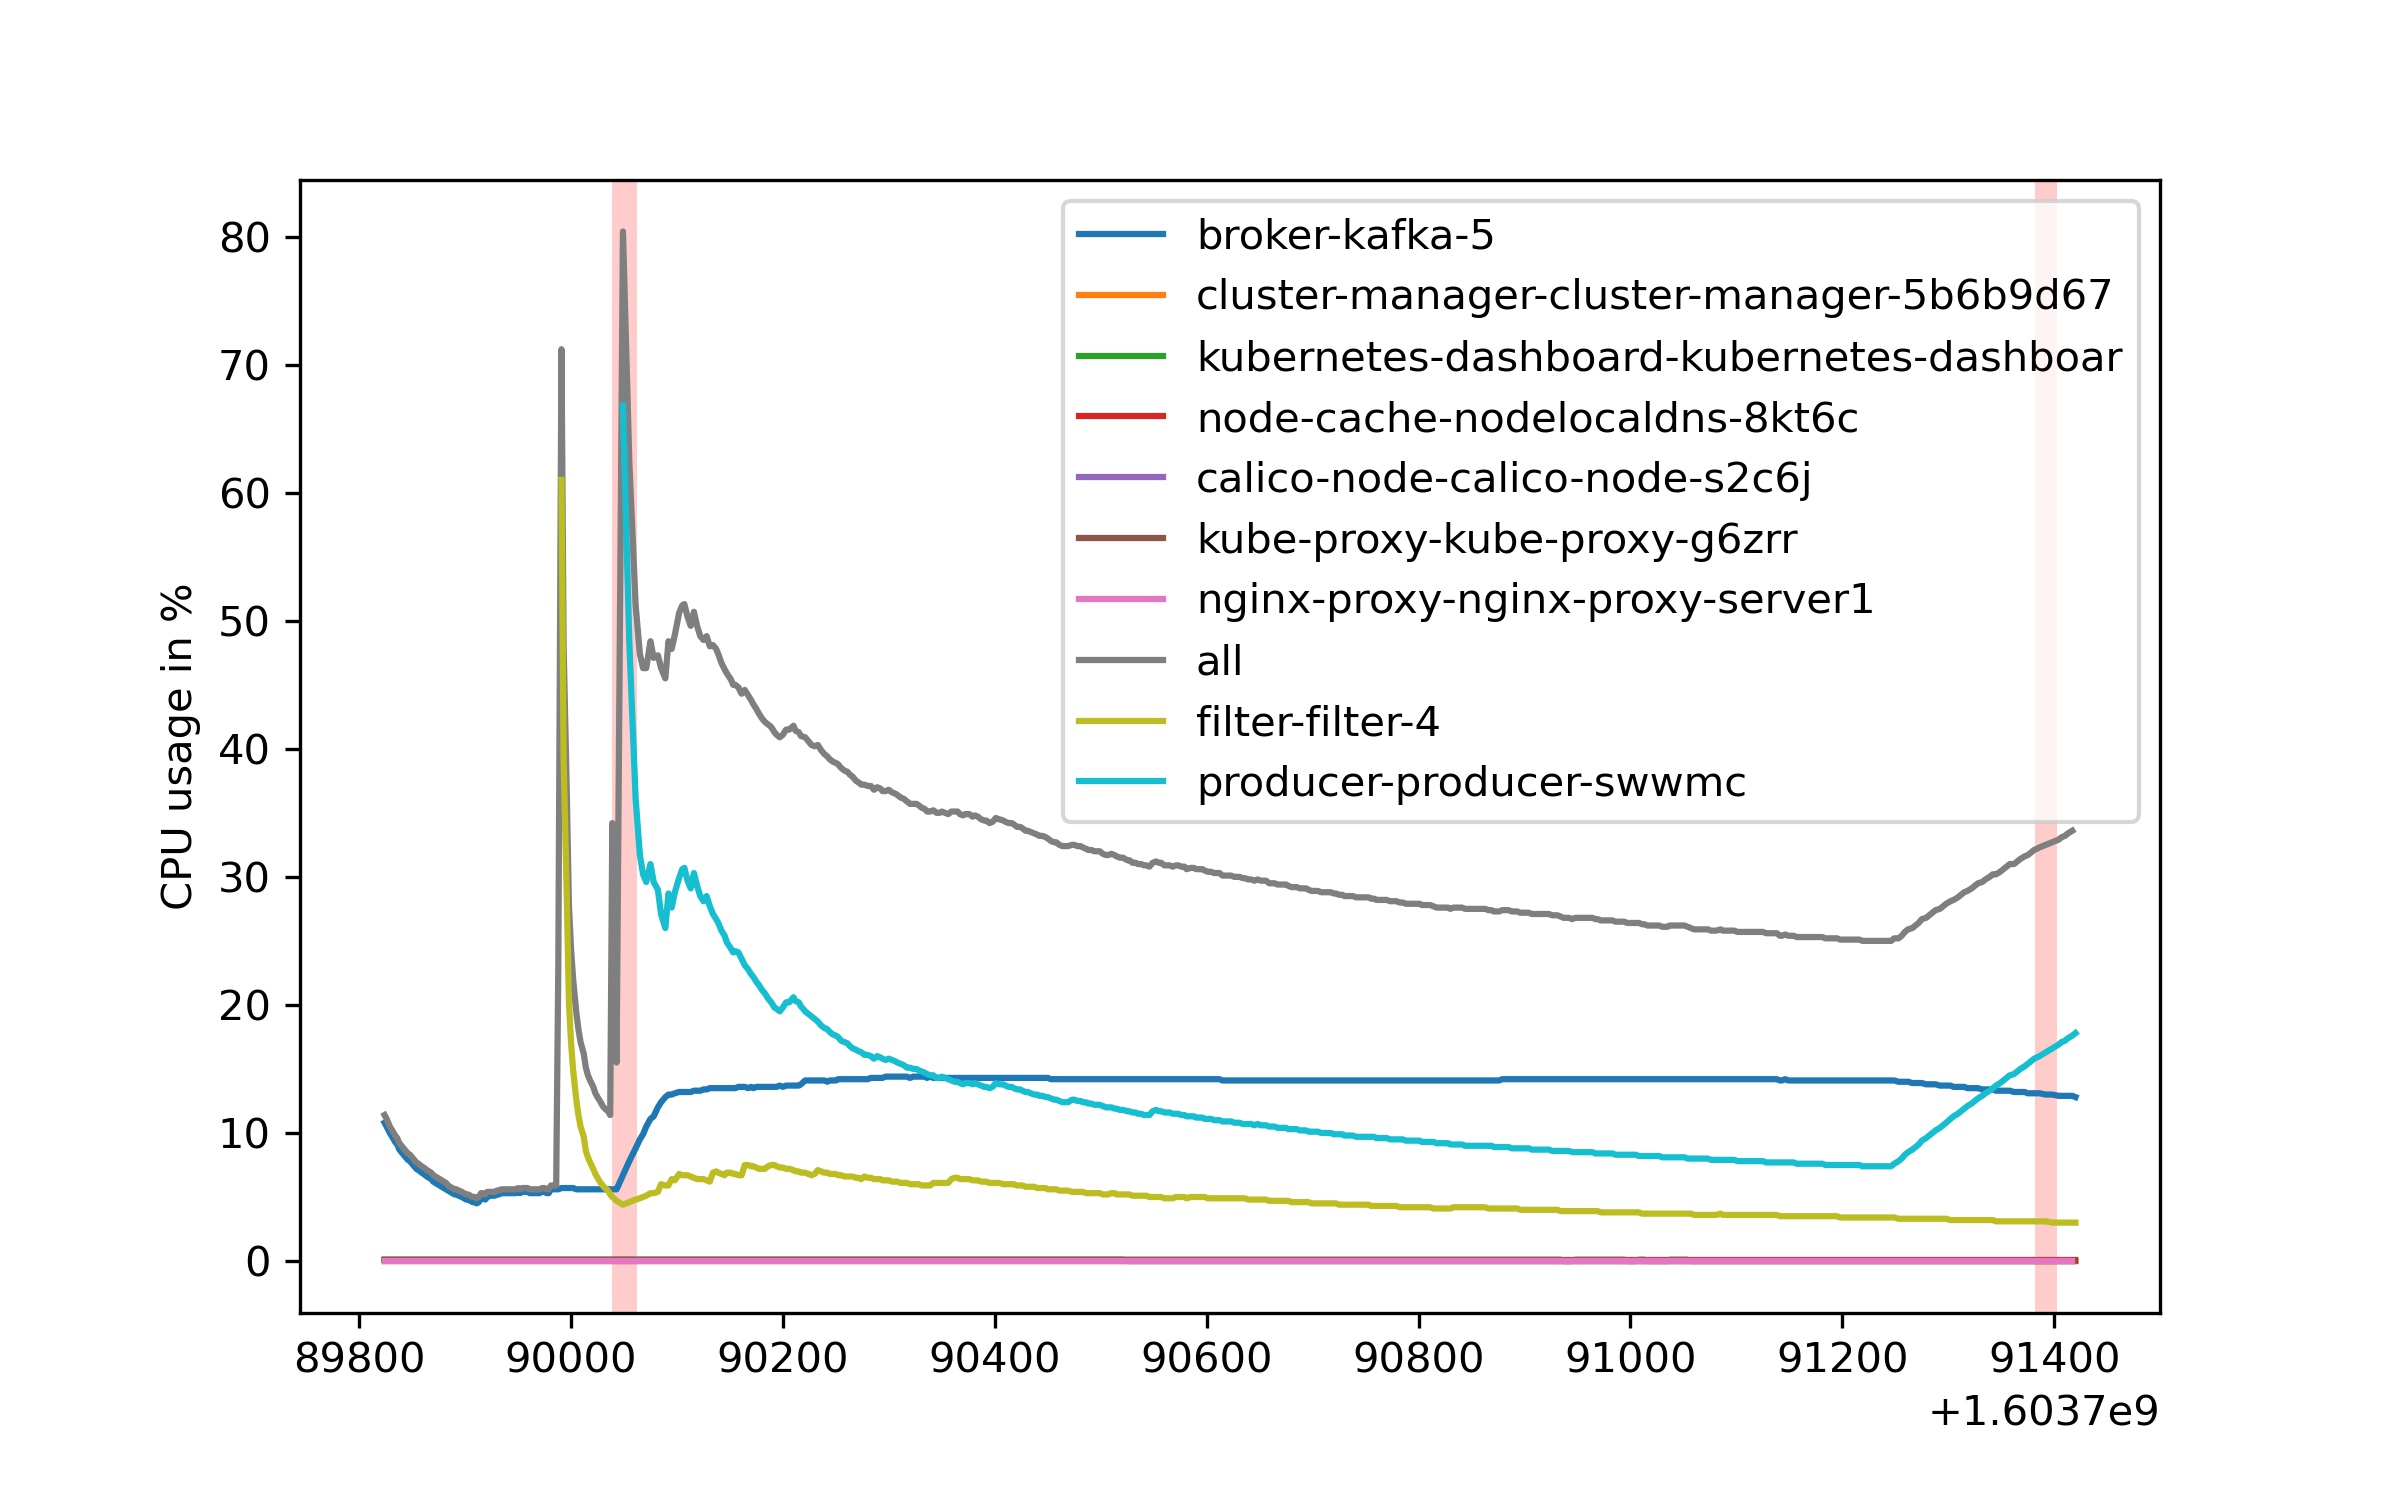 CPU usage in %
80
70
60
50
40
30
20
10
0
broker-kafka-5
cluster-manager-cluster-manager-5b6b9d67
kubernetes-dashboard-kubernetes-dashboar
node-cache-nodelocaldns-8kt6c
calico-node-calico-node-s2c6j
kube-proxy-kube-proxy-g6zrr
nginx-proxy-nginx-proxy-server1
all
filter-filter-4
producer-producer-swwmc
89800 90000 90200 90400 90600 90800 91000 91200 91400
+1.6037e9